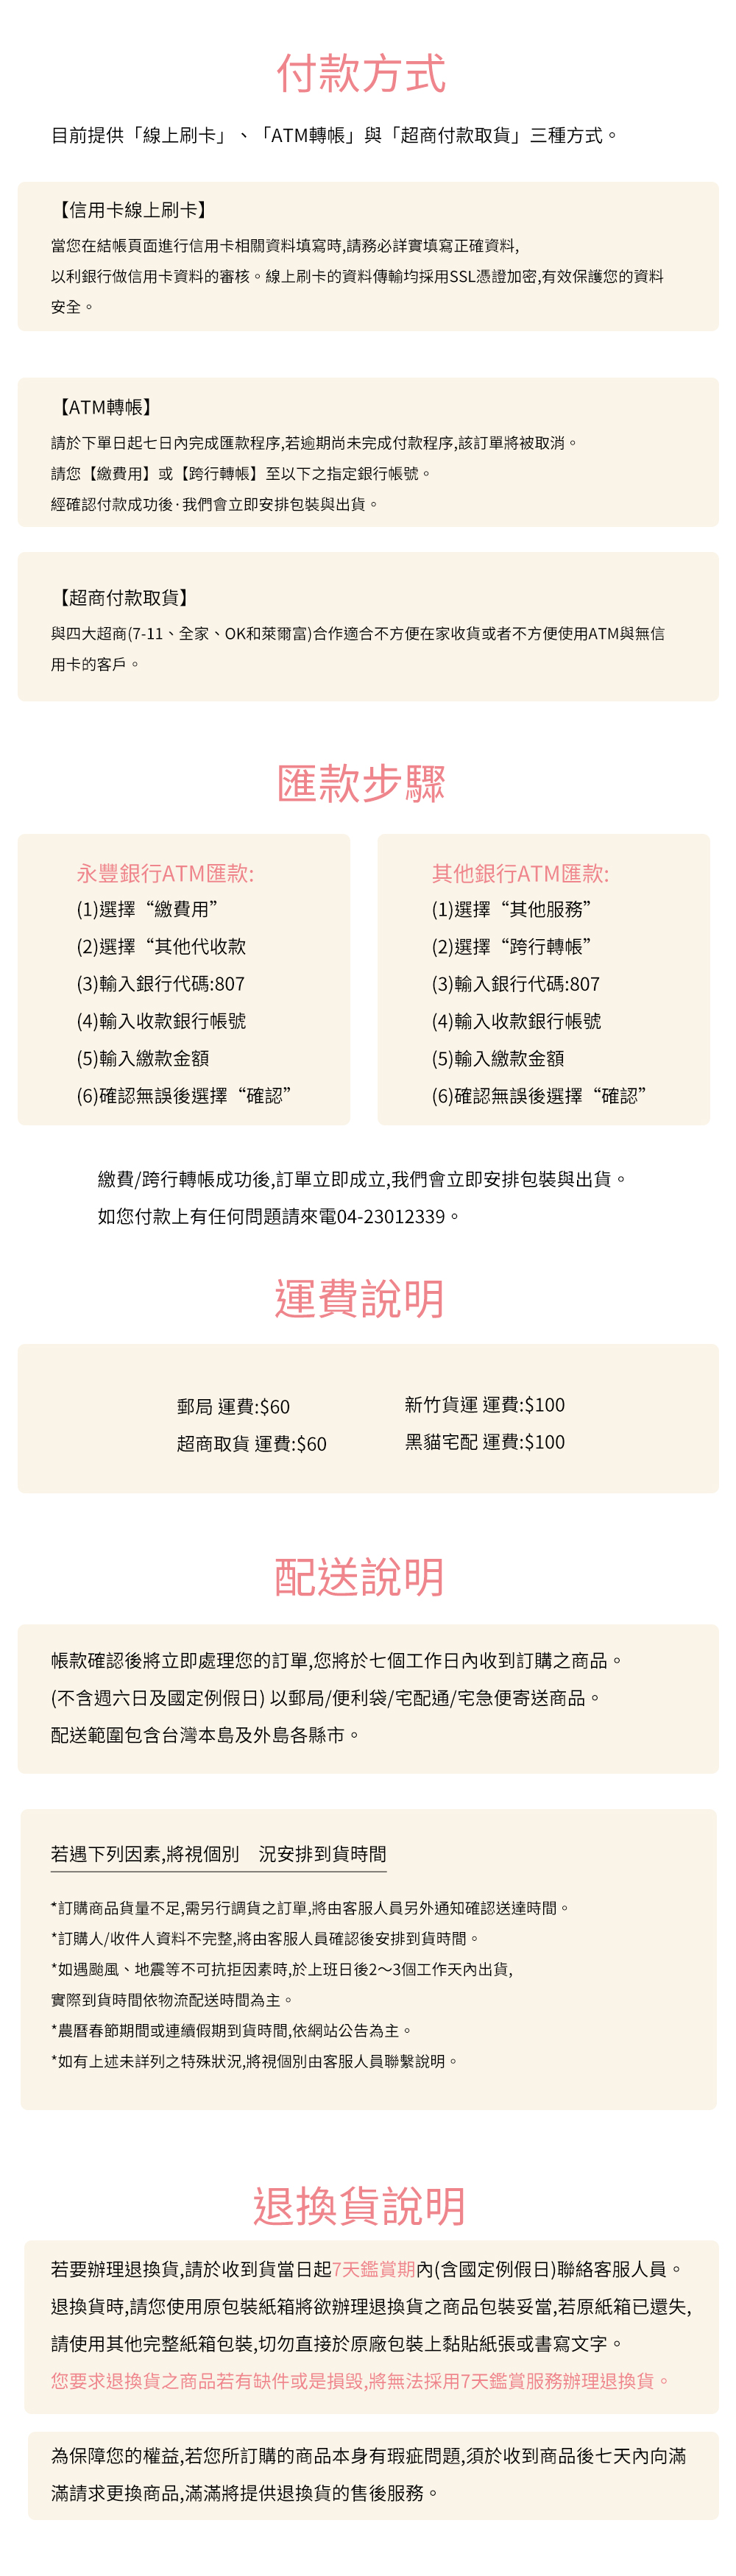 付款方式
目前提供「線上刷卡」、「ATM轉帳」與「超商付款取貨」三種方式。
【信用卡線上刷卡】
當您在結帳頁面進行信用卡相關資料填寫時,請務必詳實填寫正確資料,
以利銀行做信用卡資料的審核。線上刷卡的資料傳輸均採用SSL憑證加密,有效保護您的資料
安全。
【ATM轉帳】
請於下單日起七日內完成匯款程序,若逾期尚未完成付款程序,該訂單將被取消。
請您【繳費用】或【跨行轉帳】至以下之指定銀行帳號。
經確認付款成功後·我們會立即安排包裝與出貨。
【超商付款取貨】
與四大超商(7-11、全家、OK和萊爾富)合作適合不方便在家收貨或者不方便使用ATM與無信
用卡的客戶。
匯款步驟
永豐銀行ATM匯款:
(1)選擇“繳費用”
(2)選擇“其他代收款
(3)輸入銀行代碼:807
(4)輸入收款銀行帳號
(5)輸入繳款金額
(6)確認無誤後選擇“確認”
其他銀行ATM匯款:
(1)選擇“其他服務”
(2)選擇“跨行轉帳”
(3)輸入銀行代碼:807
(4)輸入收款銀行帳號
(5)輸入繳款金額
(6)確認無誤後選擇“確認”
繳費/跨行轉帳成功後,訂單立即成立,我們會立即安排包裝與出貨。
如您付款上有任何問題請來電04-23012339。
運費說明
郵局 運費:$60
超商取貨 運費:$60
新竹貨運 運費:$100
黑貓宅配 運費:$100
配送說明
帳款確認後將立即處理您的訂單,您將於七個工作日內收到訂購之商品。
(不含週六日及國定例假日) 以郵局/便利袋/宅配通/宅急便寄送商品。
配送範圍包含台灣本島及外島各縣市。
若遇下列因素,將視個別　況安排到貨時間
*訂購商品貨量不足,需另行調貨之訂單,將由客服人員另外通知確認送達時間。
*訂購人/收件人資料不完整,將由客服人員確認後安排到貨時間。
*如遇颱風、地震等不可抗拒因素時,於上班日後2～3個工作天內出貨,
實際到貨時間依物流配送時間為主。
*農曆春節期間或連續假期到貨時間,依網站公告為主。
*如有上述未詳列之特殊狀況,將視個別由客服人員聯繫說明。
退換貨說明
若要辦理退換貨,請於收到貨當日起7天鑑賞期內(含國定例假日)聯絡客服人員。
退換貨時,請您使用原包裝紙箱將欲辦理退換貨之商品包裝妥當,若原紙箱已還失,
請使用其他完整紙箱包裝,切勿直接於原廠包裝上黏貼紙張或書寫文字。
您要求退換貨之商品若有缺件或是損毀,將無法採用7天鑑賞服務辦理退換貨。
為保障您的權益,若您所訂購的商品本身有瑕疵問題,須於收到商品後七天內向滿
滿請求更換商品,滿滿將提供退換貨的售後服務。